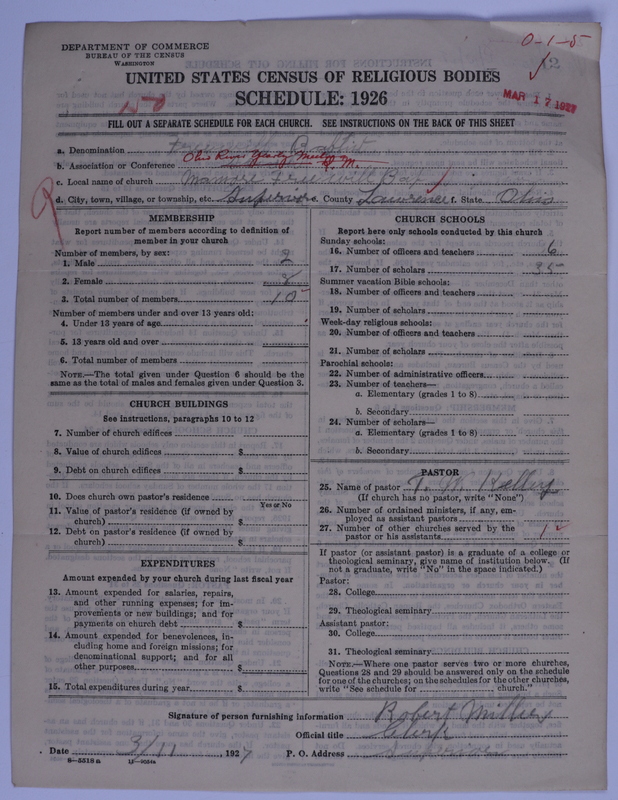 0-1-5
DEPARTMENT OF COMMERCE
BUREAU OF THE CENSUS
WASHINGTON
UNITED STATES CENSUS OF RELIGIOUS BODIES
SCHEDULE: 1926
MAR 17 1927
150
FILL OUT A SEPARATE SCHEDULE FOR EACH CHURCH. SEE INSTRUCTIONS ON THE BACK OF THIS SHEET
a. Denomination Baptist
b. Association or Conference Ohio River Yearly Meeting
c. Local name of church Free Will Bap
d. City, town, village, or township, etc. Superior e. County Lawrence f. State Ohio
MEMBERSHIP
Report number of members according to definition of
member in your church
Number of members, by sex:
1. Male 2
2. Female 8
3. Total number of members 10
Number of members under and over 13 years old:
4. Under 13 years of age
5. 13 years old and over
6. Total number of members
NOTE.—The total given under Question 6 should be
the same as the total of males and females given under Question 3.
CHURCH BUILDINGS
See instructions, paragraphs 10 to 12
7. Number of church edifices
8. Value of church edifices $
9. Debt on church edifices $
10. Does church own pastor's residence
Yes or No
11. Value of pastor's residence (if owned by
church) $
12. Debt on pastor's residence (if owned by
church) $
EXPENDITURES
Amount expended by your church during last fiscal year
13. Amount expended for salaries, repairs,
and other running expenses; for im-
provements or new buildings; and for
payments on church debt $
14. Amount expended for benevolences, in-
cluding home and foreign missions; for
denominational support; and for all
other purposes $
15. Total expenditures during year $
CHURCH SCHOOLS
Report here only schools conducted by this church
Sunday schools:
16. Number of officers and teachers 6
17. Number of scholars 35
Summer vacation Bible schools:
18. Number of officers and teachers
19. Number of scholars
Week-day religious schools:
20. Number of officers and teachers
21. Number of scholars
Parochial schools:
22. Number of administrative officers
23. Number of teachers—
a. Elementary (grades 1 to 8)
b. Secondary
24. Number of scholars—
a. Elementary (grades 1 to 8)
b. Secondary
PASTOR
25. Name of pastor T. M. Kelley
(If church has no pastor, write "None")
26. Number of ordained ministers, if any, em-
ployed as assistant pastors
27. Number of other churches served by the
pastor or his assistants 1
If pastor (or assistant pastor) is a graduate of a college or
theological seminary, give name of institution below. (If
not a graduate, write "No" in the space indicated.)
Pastor:
28. College
29. Theological seminary
Assistant pastor:
30. College
31. Theological seminary
NOTE.—Where one pastor serves two or more churches,
Questions 28 and 29 should be answered only on the schedule
for one of the churches; on the schedules for the other churches,
write "See schedule for church."
Signature of person furnishing information Robert Miller
Official title Clerk
Date 3/11, 1927 P. O. Address Superior
8-5518a